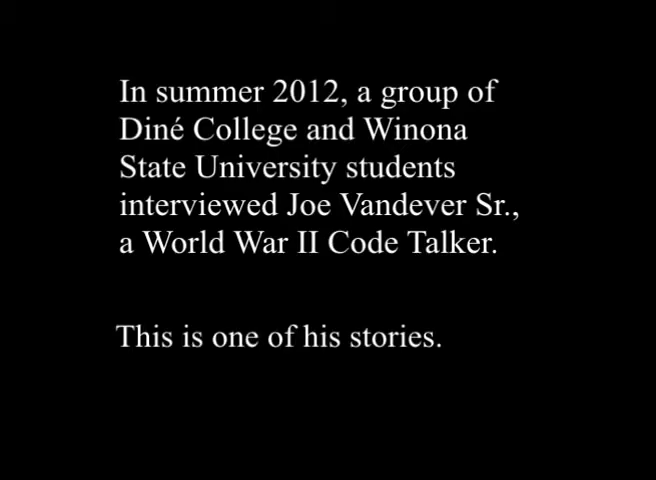 In summer 2012, a group of
Diné College and Winona
State University students
interviewed Joe Vandever Sr.,
a World War II Code Talker.
This is one of his stories.